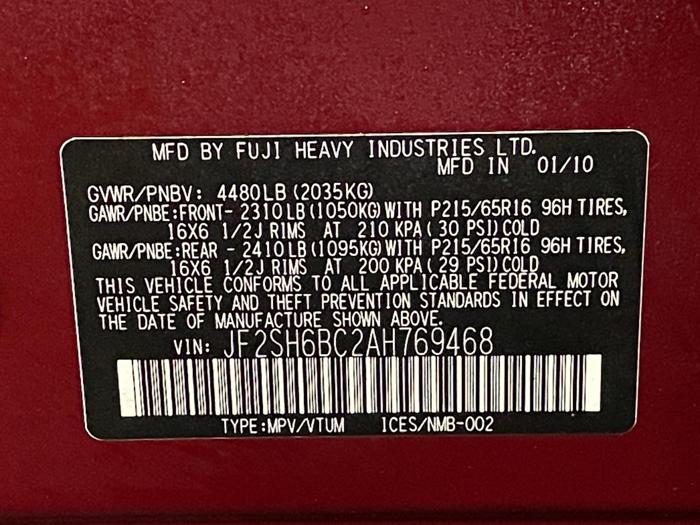 MFD BY FUJI HEAVY INDUSTRIES LTD.
MFD IN 01/10
GVWR/PNBV: 4480LB(2035KG)
GAWR/PNBE:FRONT- 2310LB(1050KG)WITH P215/65R16 96H TIRES,
16X6 1/2J RIMS AT 210 KPA(30 PSI)COLD
GAWR/PNBE:REAR - 2410LB(1095KG)WITH P215/65R16 96H TIRES,
16X6 1/2J RIMS AT 200 KPA(29 PSI)COLD
THIS VEHICLE CONFORMS TO ALL APPLICABLE FEDERAL MOTOR
VEHICLE SAFETY AND THEFT PREVENTION STANDARDS IN EFFECT ON
THE DATE OF MANUFACTURE SHOWN ABOVE.
VIN: JF2SH6BC2AH769468
TYPE:MPV/VTUM ICES/NMB-002